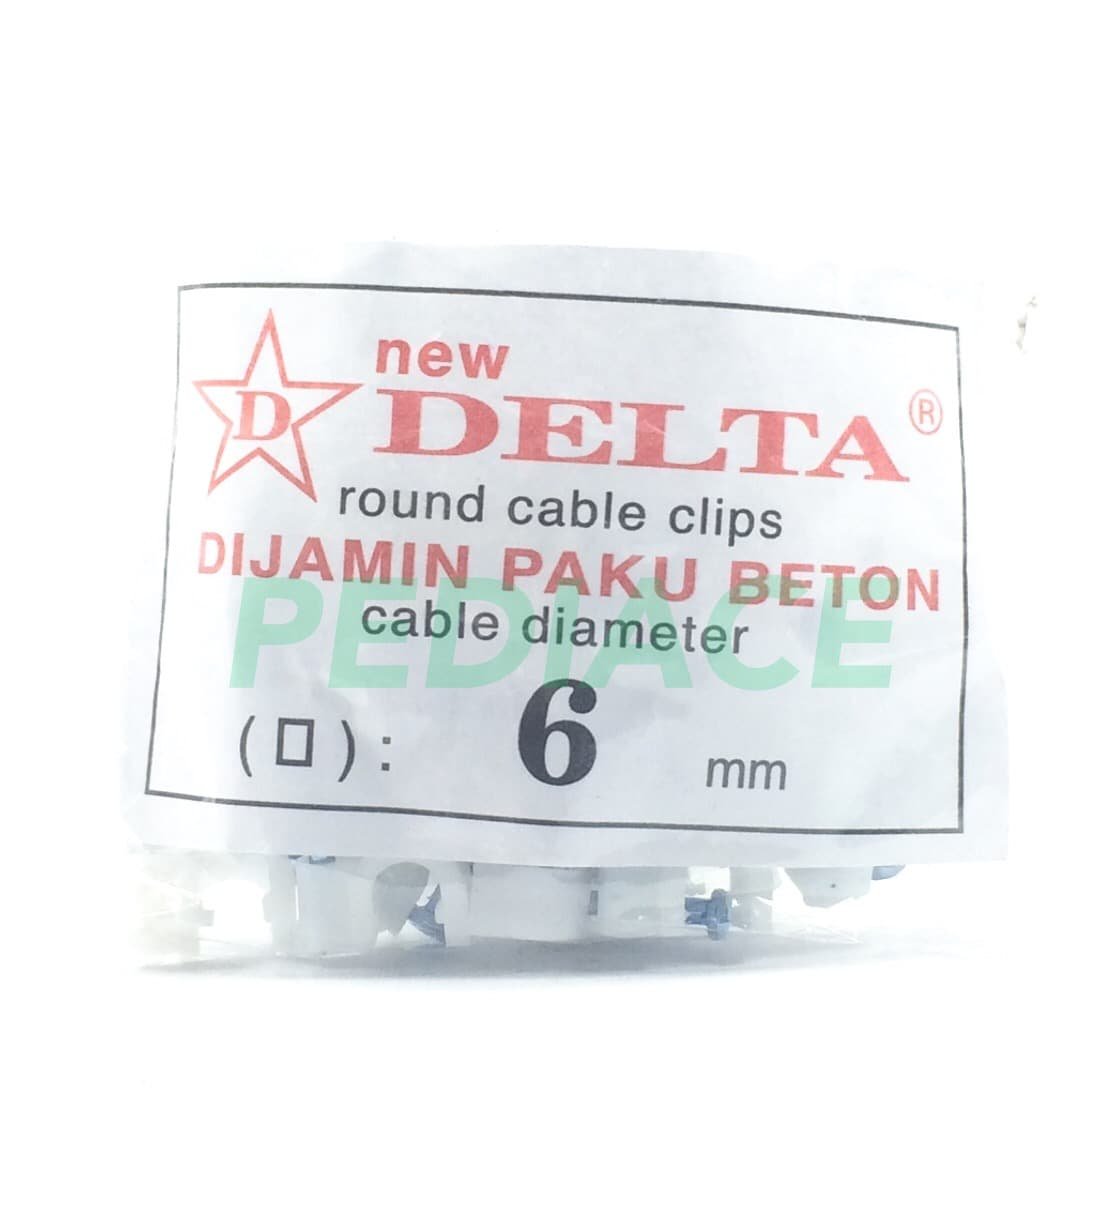 new
D
DELTA ®
round cable clips
DIJAMIN PAKU BETON
PEDIACE
cable diameter
(□): 6 mm